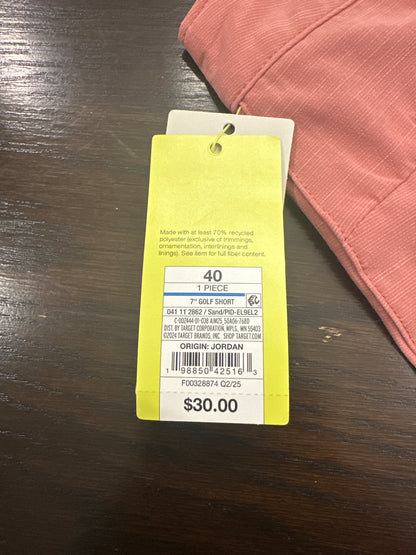 Made with at least 70% recycled
polyester (exclusive of trimmings,
ornamentation, interlinings and
linings). See item for full fiber content.
40
1 PIECE
7" GOLF SHORT
041 11 2862 / Sand/PID-EL9EL2
C-002444-01-038 AIM25_50A06-7680
DIST. BY TARGET CORPORATION, MPLS., MN 55403
©2024 TARGET BRANDS, INC. SHOP TARGET.COM
ORIGIN: JORDAN
1 98850 42516 3
F00328874 Q2/25
$30.00